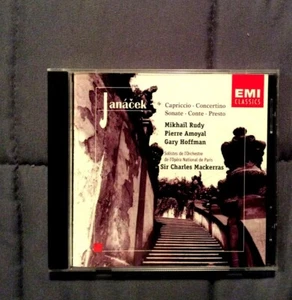 Janáček
Capriccio · Concertino
Sonate · Conte · Presto
Mikhail Rudy
Pierre Amoyal
Gary Hoffman
Solistes de l'Orchestre
de l'Opéra National de Paris
Sir Charles Mackerras
EMI
CLASSICS